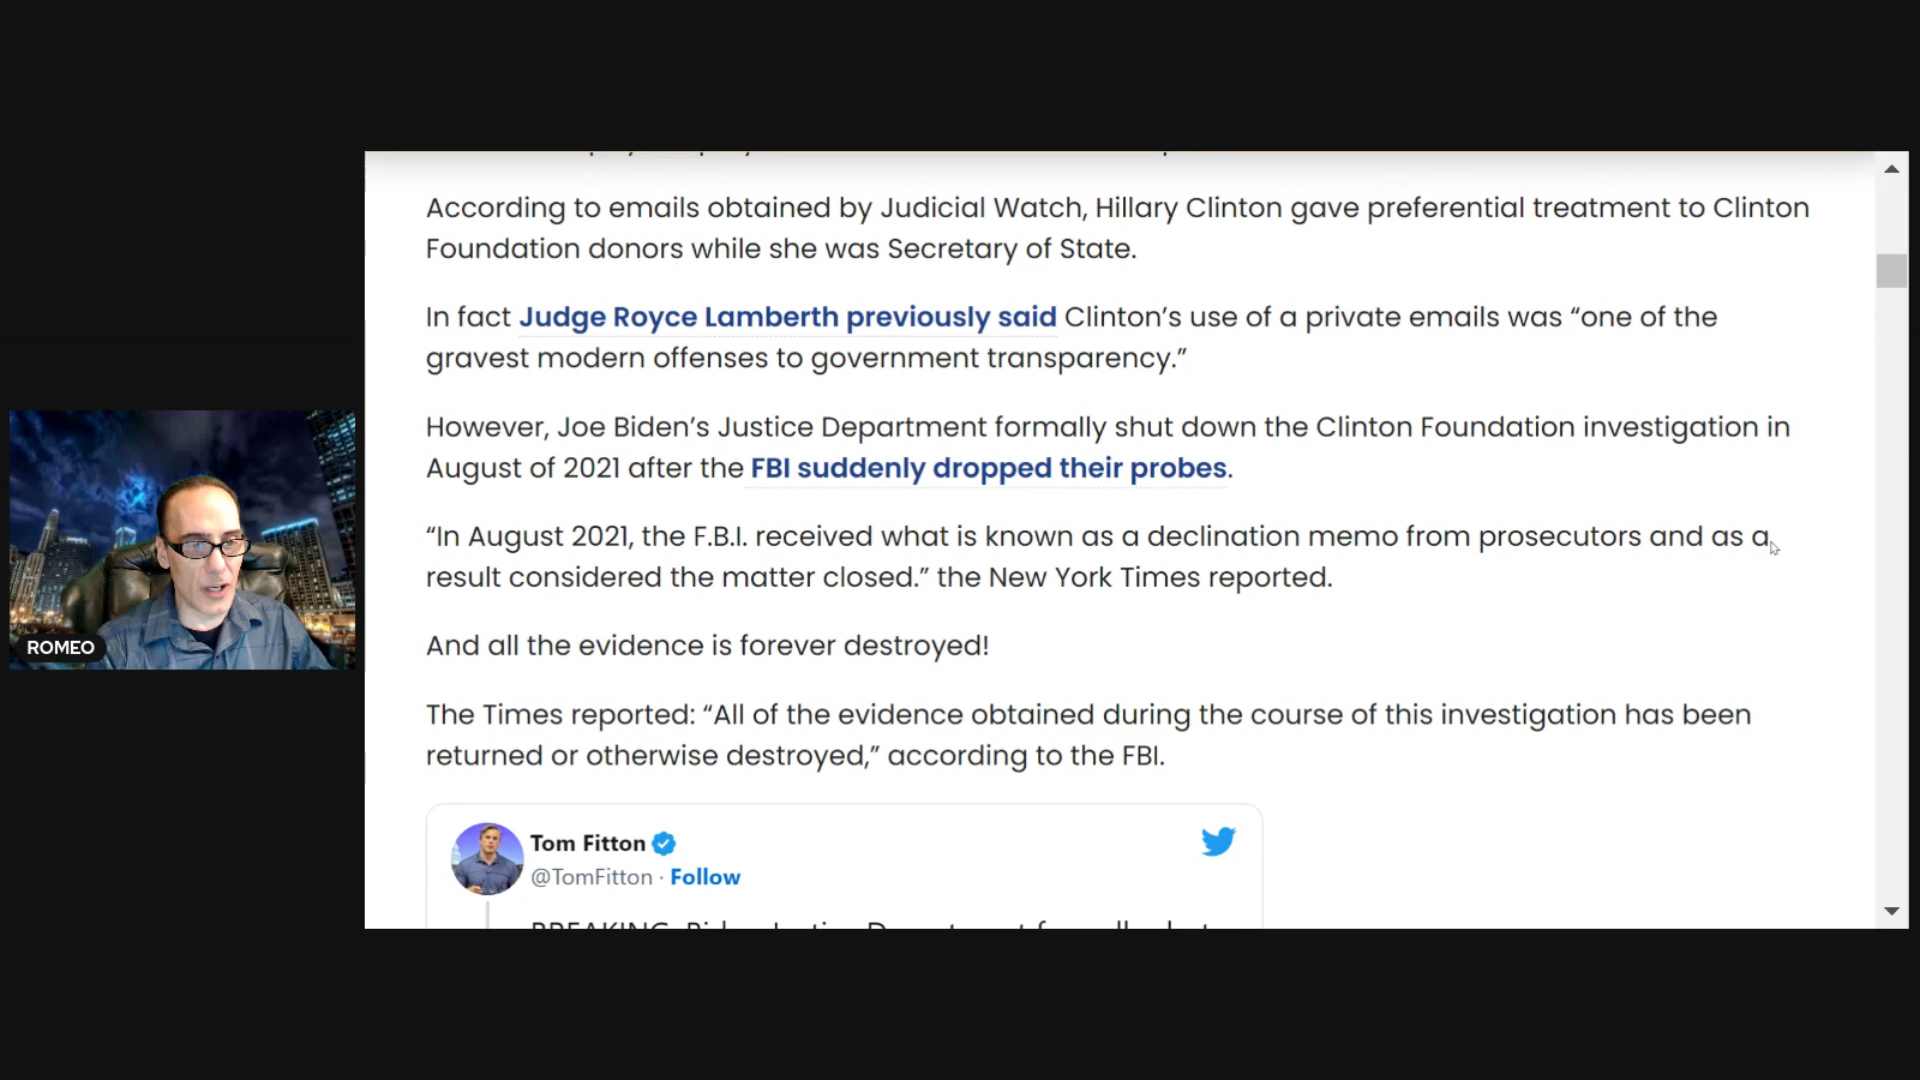 According to emails obtained by Judicial Watch, Hillary Clinton gave preferential treatment to Clinton
Foundation donors while she was Secretary of State.
In fact Judge Royce Lamberth previously said Clinton’s use of a private emails was “one of the
gravest modern offenses to government transparency.”
However, Joe Biden’s Justice Department formally shut down the Clinton Foundation investigation in
August of 2021 after the FBI suddenly dropped their probes.
“In August 2021, the F.B.I. received what is known as a declination memo from prosecutors and as a
result considered the matter closed.” the New York Times reported.
And all the evidence is forever destroyed!
The Times reported: “All of the evidence obtained during the course of this investigation has been
returned or otherwise destroyed,” according to the FBI.
Tom Fitton
@TomFitton · Follow
ROMEO